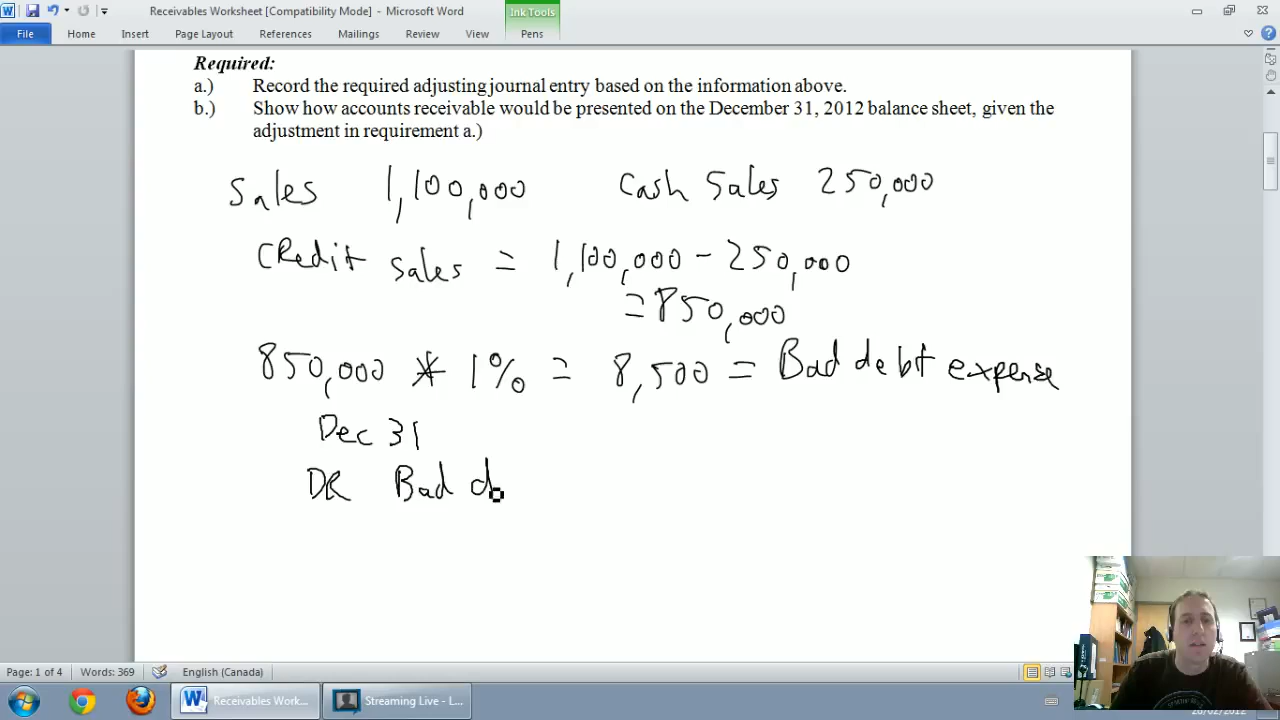 Receivables Worksheet [Compatibility Mode] - Microsoft Word
Ink Tools
File Home Insert Page Layout References Mailings Review View Pens
Required:
a.) Record the required adjusting journal entry based on the information above.
b.) Show how accounts receivable would be presented on the December 31, 2012 balance sheet, given the
adjustment in requirement a.)
Sales 1,100,000 Cash Sales 250,000
Credit sales = 1,100,000 - 250,000
= 850,000
850,000 * 1% = 8,500 = Bad debt expense
Dec 31
DR Bad d
Page: 1 of 4 Words: 369 English (Canada)
Receivables Work... Streaming Live - L...
20/02/2012